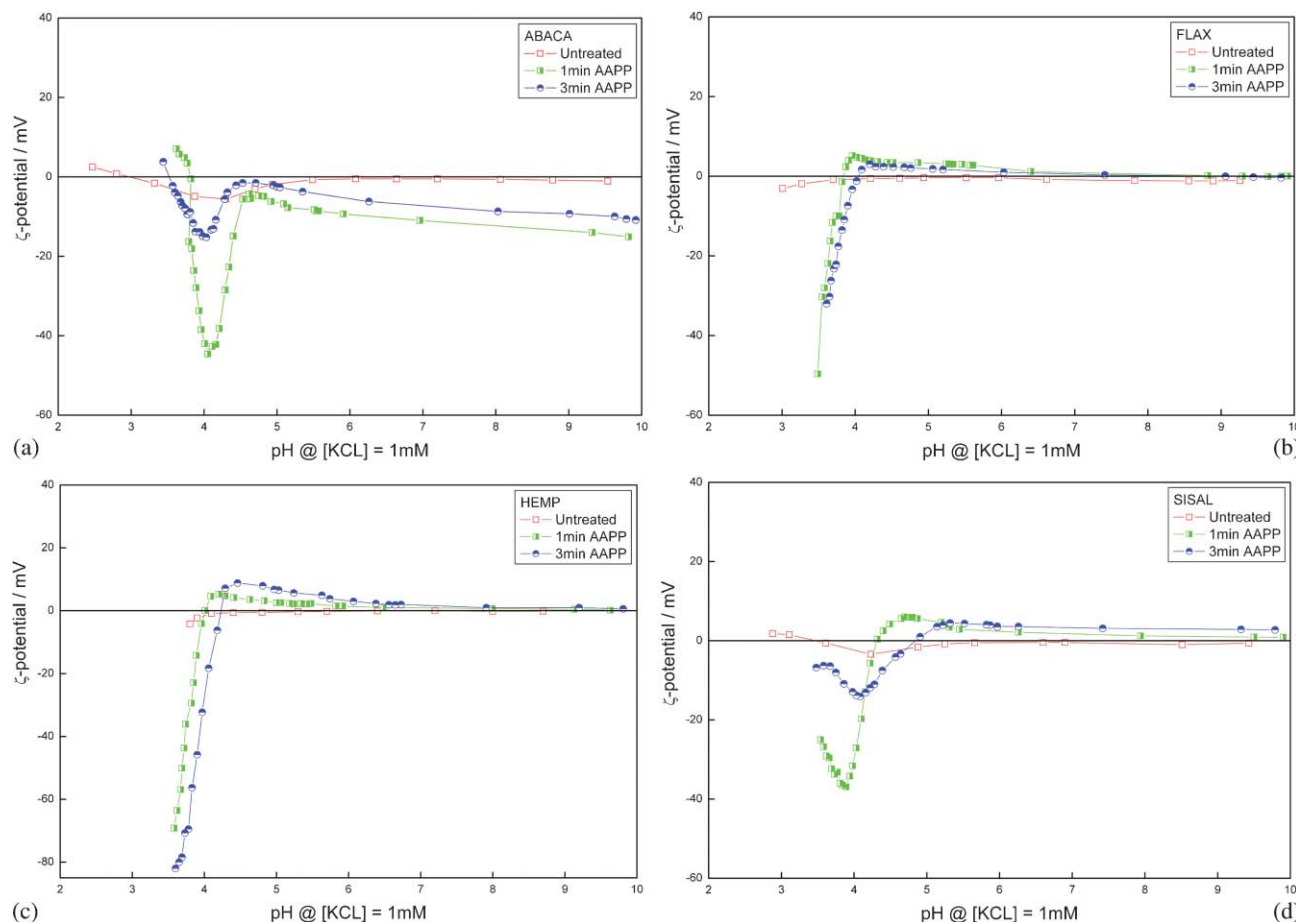 ABACA
Untreated
1min AAPP
3min AAPP
40
20
0
-20
-40
-60
ζ-potential / mV
2 3 4 5 6 7 8 9 10
pH @ [KCL] = 1mM
(a)
FLAX
Untreated
1min AAPP
3min AAPP
40
20
0
-20
-40
-60
ζ-potential / mV
2 3 4 5 6 7 8 9 10
pH @ [KCL] = 1mM
(b)
HEMP
Untreated
1min AAPP
3min AAPP
40
20
0
-20
-40
-60
-80
ζ-potential / mV
2 3 4 5 6 7 8 9 10
pH @ [KCL] = 1mM
(c)
SISAL
Untreated
1min AAPP
3min AAPP
40
20
0
-20
-40
-60
ζ-potential / mV
2 3 4 5 6 7 8 9 10
pH @ [KCL] = 1mM
(d)